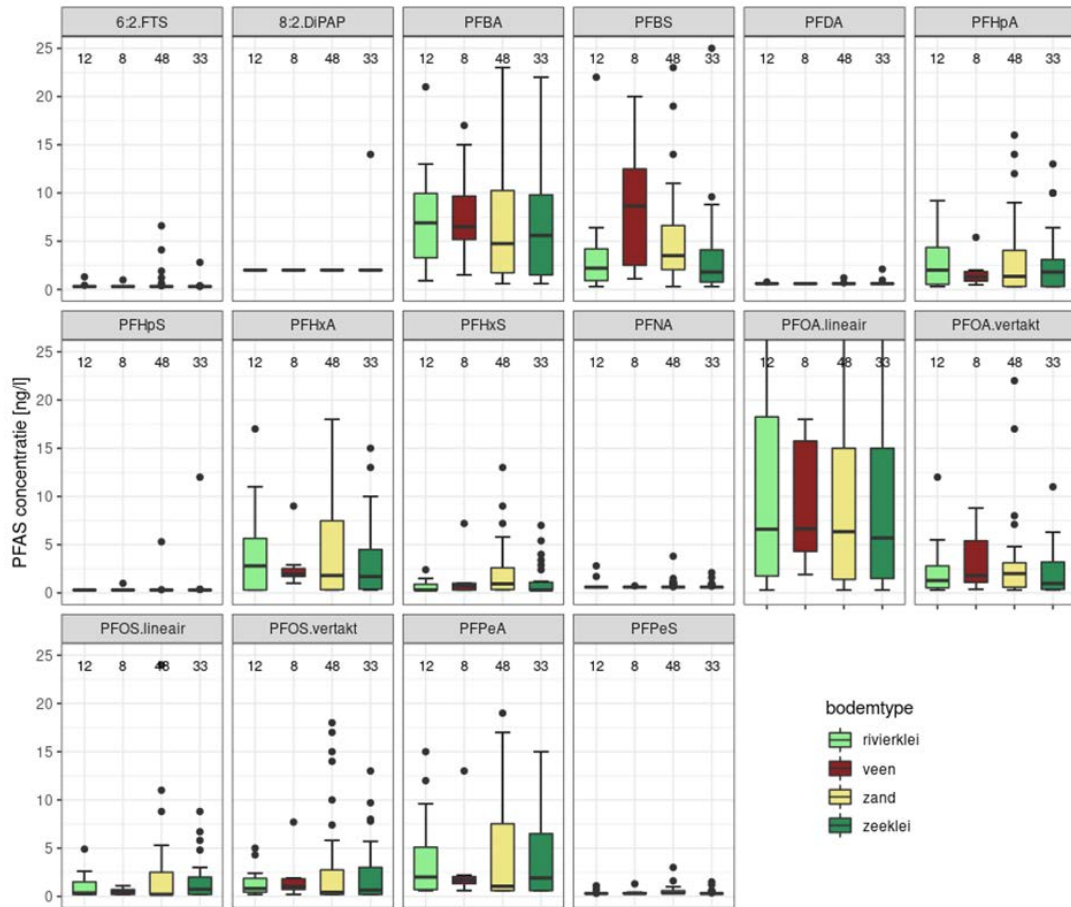 6:2.FTS 8:2.DiPAP PFBA PFBS PFDA PFHpA
25 12 8 48 33 12 8 48 33 12 8 48 33 12 8 48 33 12 8 48 33 12 8 48 33
20
15
10
5
0
PFHpS PFHxA PFHxS PFNA PFOA.lineair PFOA.vertakt
25 12 8 48 33 12 8 48 33 12 8 48 33 12 8 48 33 12 8 48 33 12 8 48 33
20
15
10
5
0
PFAS concentratie [ng/l]
PFOS.lineair PFOS.vertakt PFPeA PFPeS
25 12 8 48 33 12 8 48 33 12 8 48 33 12 8 48 33
20
15
10
5
0
bodemtype
rivierklei
veen
zand
zeeklei